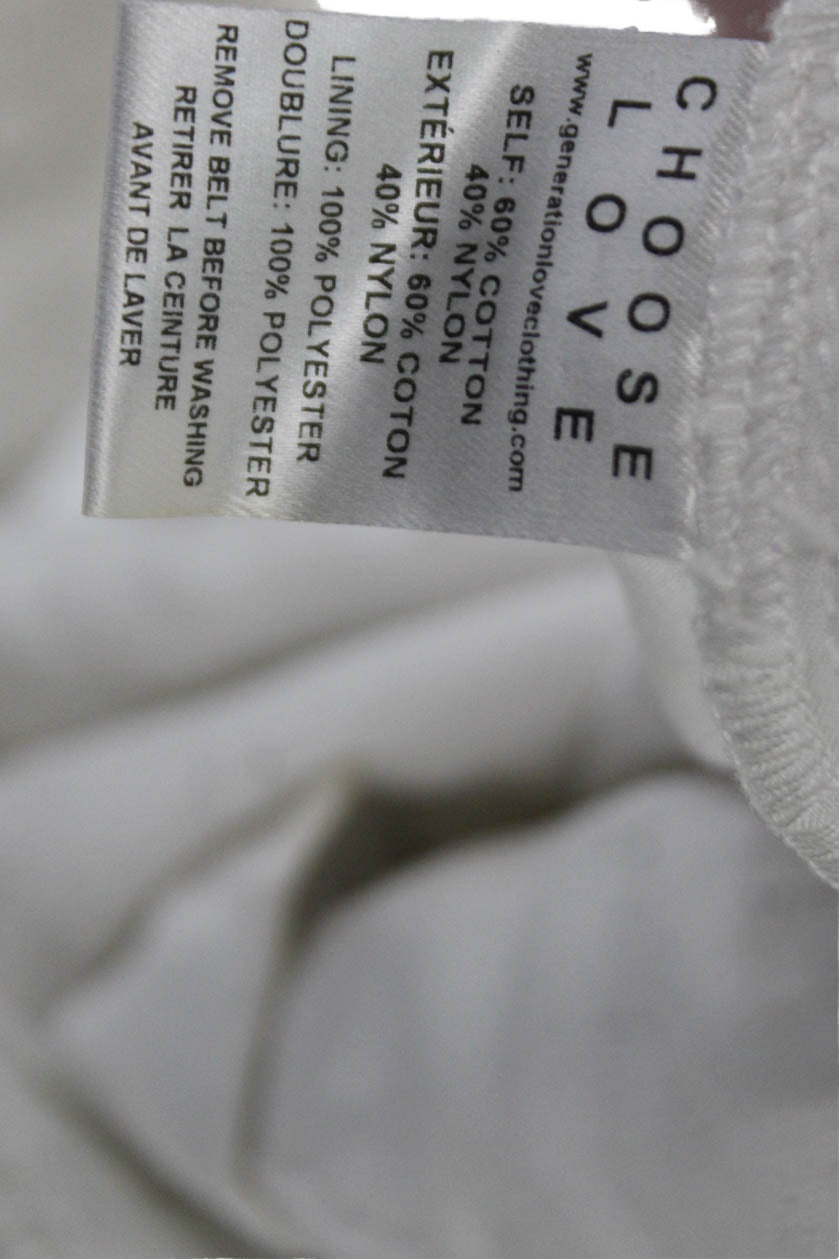 CHOOSE
LOVE
www.generationloveclothing.com
SELF: 60% COTTON
40% NYLON
EXTÉRIEUR: 60% COTON
40% NYLON
LINING: 100% POLYESTER
DOUBLURE: 100% POLYESTER
REMOVE BELT BEFORE WASHING
RETIRER LA CEINTURE
AVANT DE LAVER